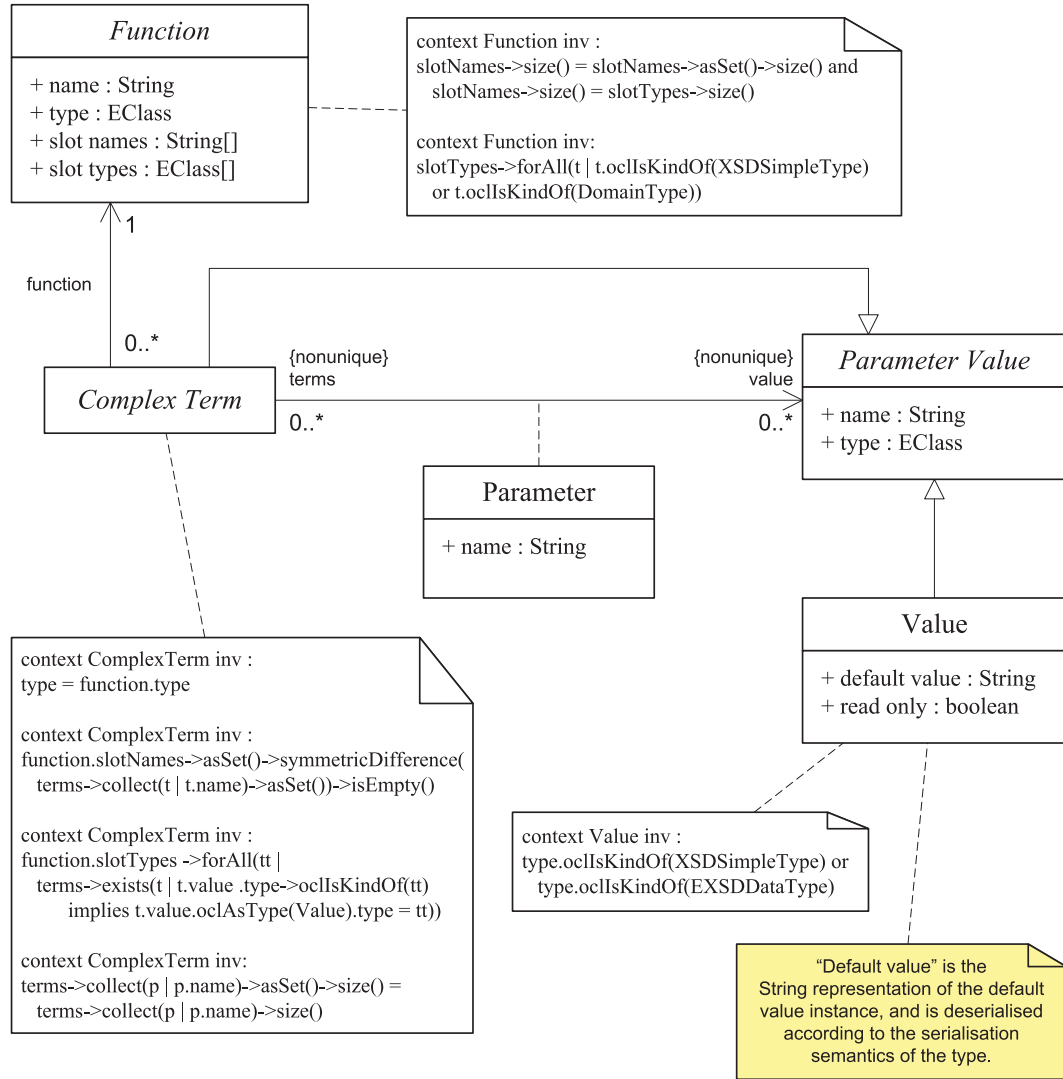 Function
+ name : String
+ type : EClass
+ slot names : String[]
+ slot types : EClass[]
context Function inv :
slotNames->size() = slotNames->asSet()->size() and
slotNames->size() = slotTypes->size()
context Function inv:
slotTypes->forAll(t | t.oclIsKindOf(XSDSimpleType)
or t.oclIsKindOf(DomainType))
1
function
0..*
Complex Term
{nonunique}
terms
0..*
{nonunique}
value
0..*
Parameter Value
+ name : String
+ type : EClass
Parameter
+ name : String
Value
+ default value : String
+ read only : boolean
context ComplexTerm inv :
type = function.type
context ComplexTerm inv :
function.slotNames->asSet()->symmetricDifference(
terms->collect(t | t.name)->asSet())->isEmpty()
context ComplexTerm inv :
function.slotTypes ->forAll(tt |
terms->exists(t | t.value .type->oclIsKindOf(tt)
implies t.value.oclAsType(Value).type = tt))
context ComplexTerm inv:
terms->collect(p | p.name)->asSet()->size() =
terms->collect(p | p.name)->size()
context Value inv :
type.oclIsKindOf(XSDSimpleType) or
type.oclIsKindOf(EXSDDataType)
“Default value” is the
String representation of the default
value instance, and is deserialised
according to the serialisation
semantics of the type.